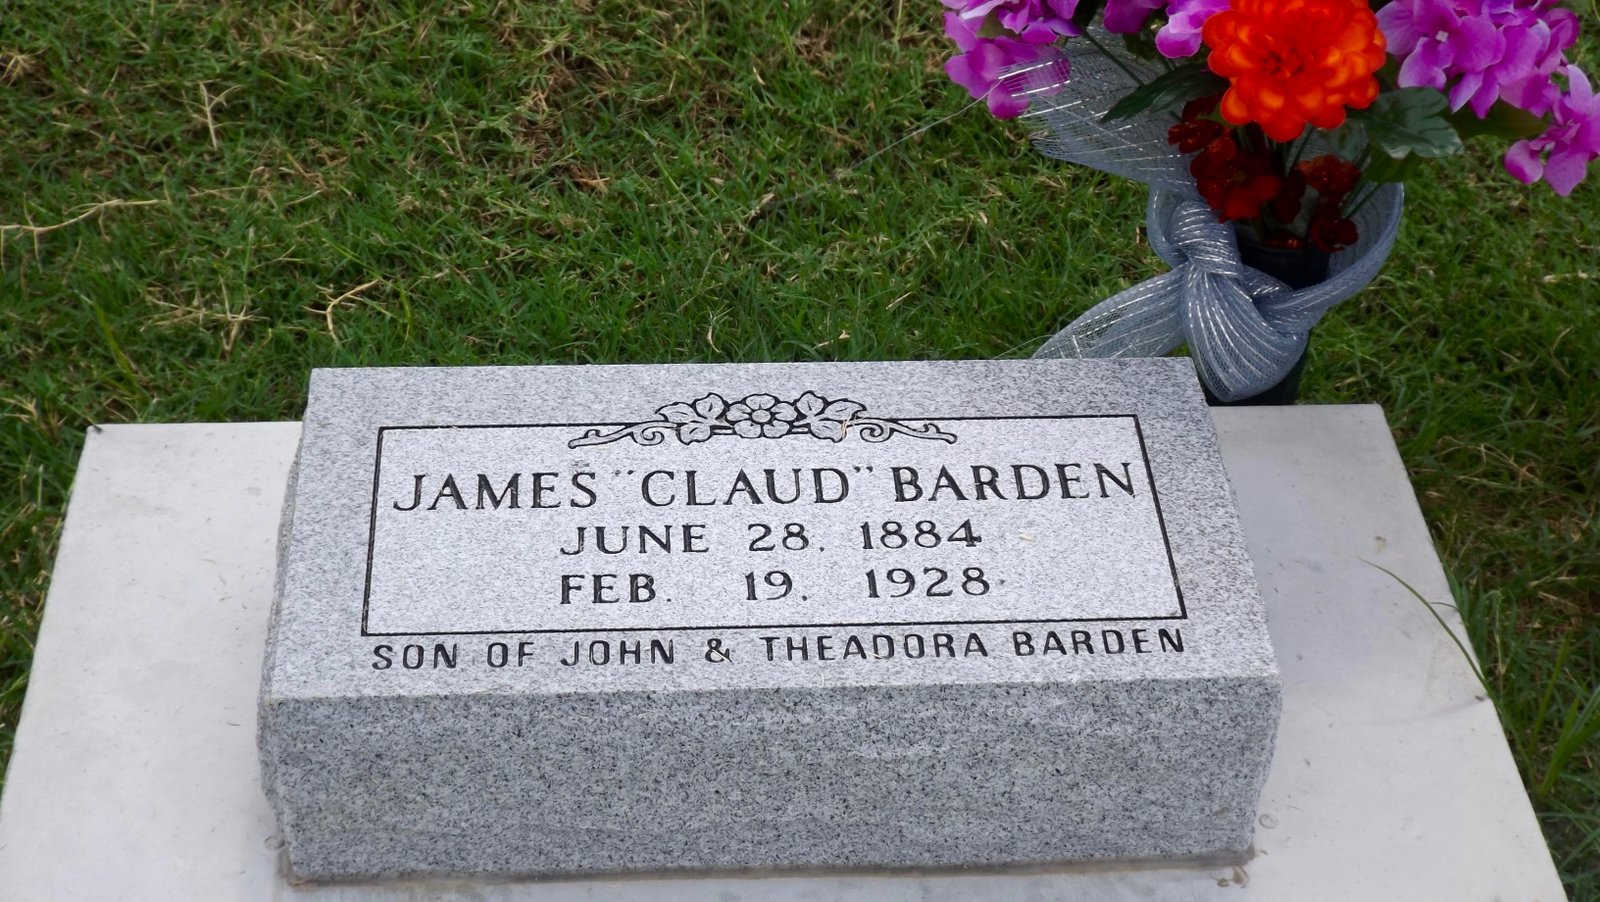 JAMES "CLAUD" BARDEN
JUNE 28, 1884
FEB. 19, 1928
SON OF JOHN & THEADORA BARDEN